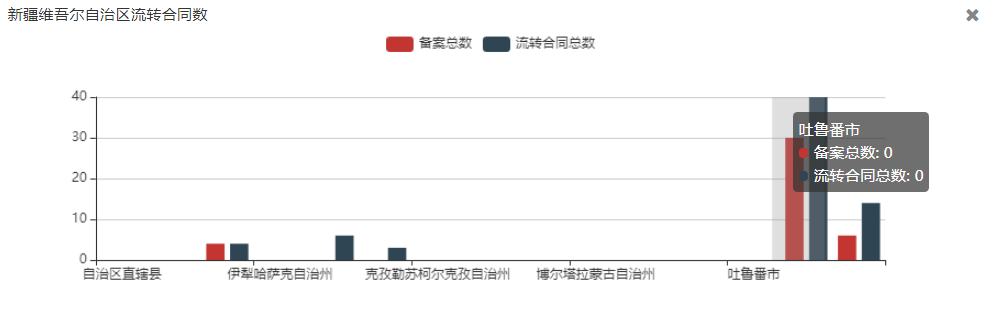 新疆维吾尔自治区流转合同数
备案总数 流转合同总数
40
30
20
10
0
吐鲁番市
备案总数: 0
流转合同总数: 0
自治区直辖县 伊犁哈萨克自治州 克孜勒苏柯尔克孜自治州 博尔塔拉蒙古自治州 吐鲁番市